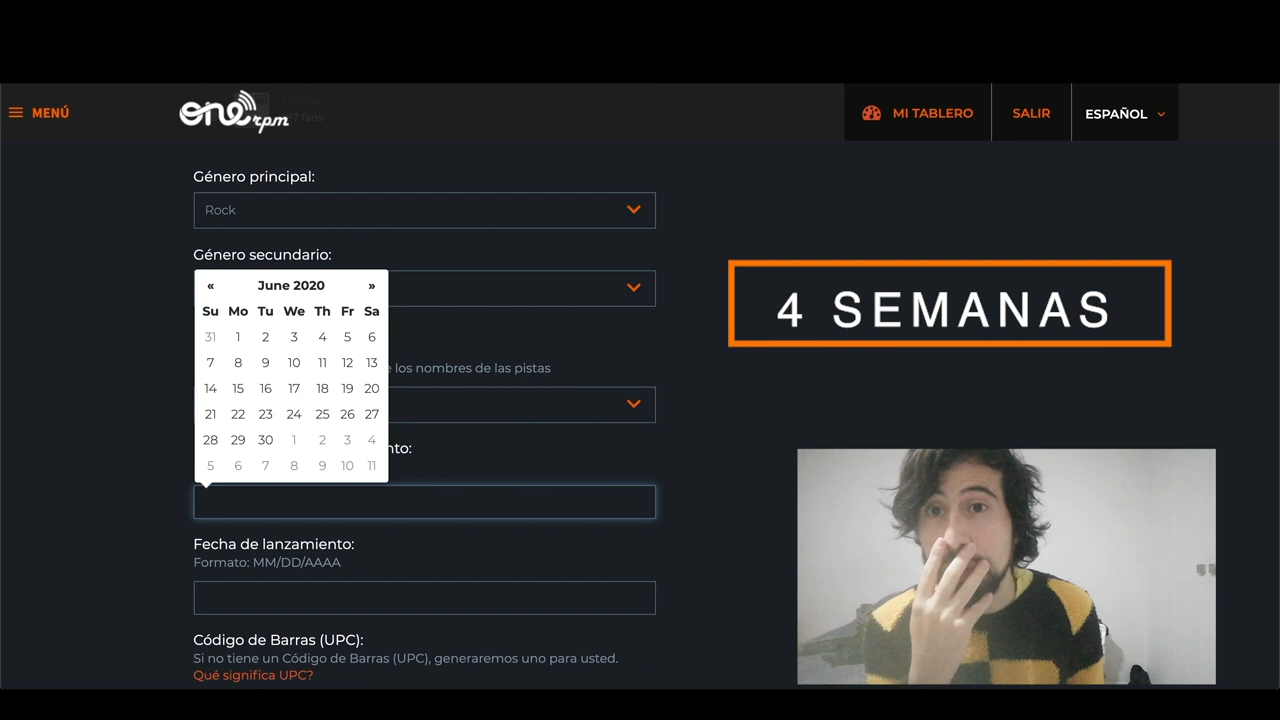 MENÚ
one rpm
MI TABLERO
SALIR
ESPAÑOL
Género principal:
Rock
Género secundario:
« June 2020 »
Su Mo Tu We Th Fr Sa
31 1 2 3 4 5 6
7 8 9 10 11 12 13
14 15 16 17 18 19 20
21 22 23 24 25 26 27
28 29 30 1 2 3 4
5 6 7 8 9 10 11
los nombres de las pistas
nto:
Fecha de lanzamiento:
Formato: MM/DD/AAAA
Código de Barras (UPC):
Si no tiene un Código de Barras (UPC), generaremos uno para usted.
Qué significa UPC?
4 SEMANAS